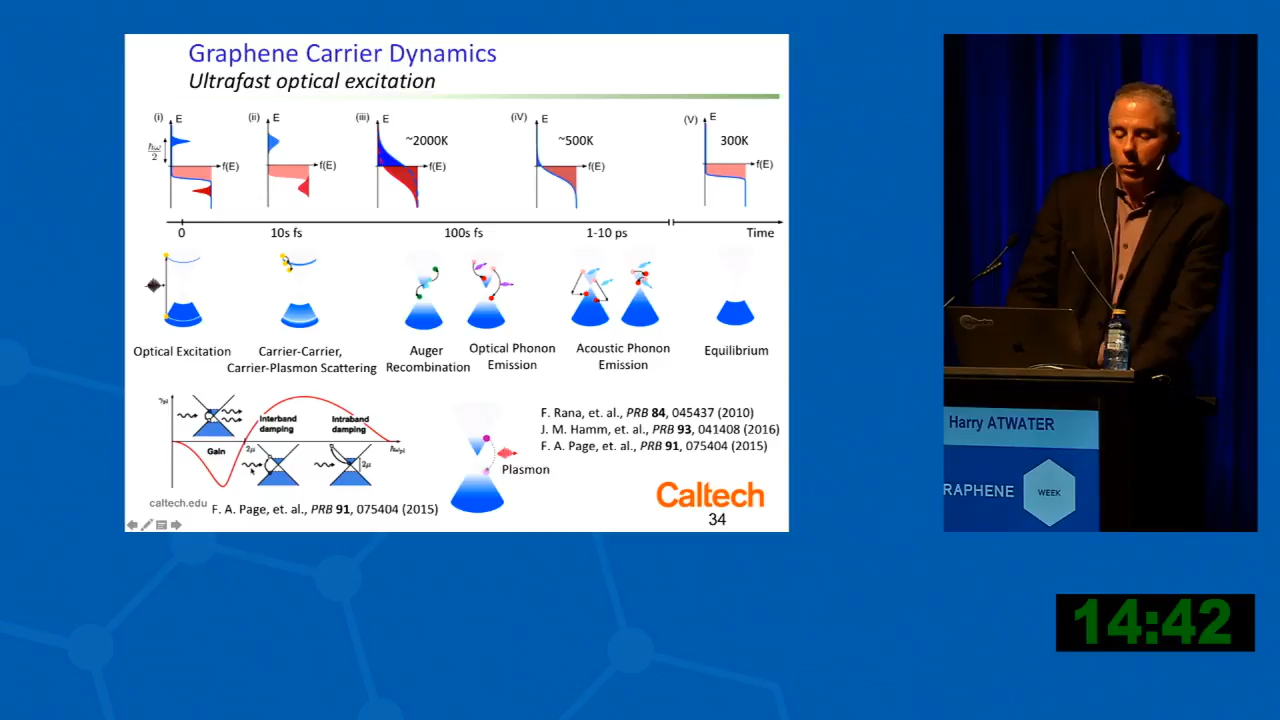 Graphene Carrier Dynamics
Ultrafast optical excitation
(i) E
(ii) E
(iii) E
(iV) E
(V) E
ħω
2
f(E)
f(E)
f(E)
f(E)
f(E)
~2000K
~500K
300K
0
10s fs
100s fs
1-10 ps
Time
Optical Excitation
Carrier-Carrier,
Carrier-Plasmon Scattering
Auger
Recombination
Optical Phonon
Emission
Acoustic Phonon
Emission
Equilibrium
Interband
damping
Intraband
damping
Gain
2μ
2μ
Plasmon
F. Rana, et. al., PRB 84, 045437 (2010)
J. M. Hamm, et. al., PRB 93, 041408 (2016)
F. A. Page, et. al., PRB 91, 075404 (2015)
caltech.edu
F. A. Page, et. al., PRB 91, 075404 (2015)
Caltech
34
Harry ATWATER
RAPHENE
WEEK
14:42